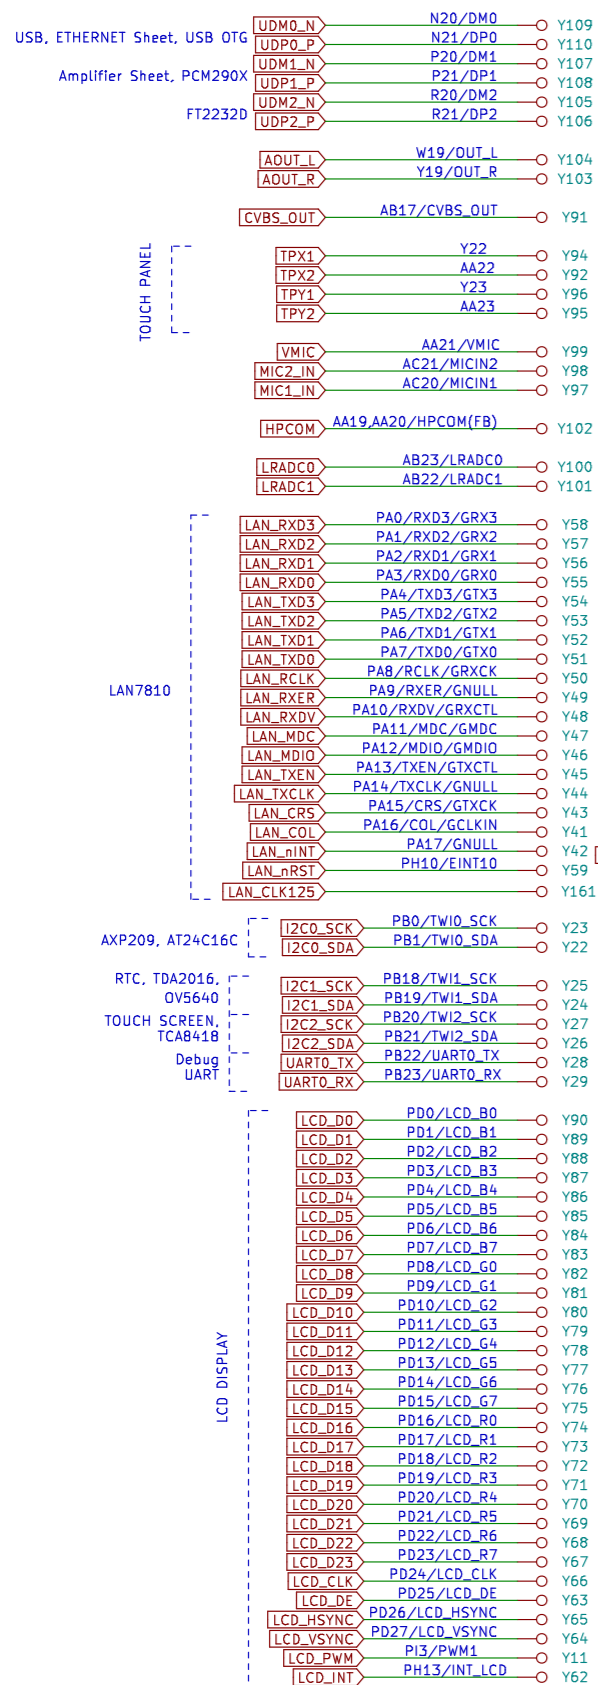 UDM0_N N20/DM0 Y109
USB, ETHERNET Sheet, USB OTG
UDP0_P N21/DP0 Y110
UDM1_N P20/DM1 Y107
Amplifier Sheet, PCM290X
UDP1_P P21/DP1 Y108
UDM2_N R20/DM2 Y105
FT2232D
UDP2_P R21/DP2 Y106
AOUT_L W19/OUT_L Y104
AOUT_R Y19/OUT_R Y103
CVBS_OUT AB17/CVBS_OUT Y91
TOUCH PANEL
TPX1 Y22 Y94
TPX2 AA22 Y92
TPY1 Y23 Y96
TPY2 AA23 Y95
VMIC AA21/VMIC Y99
MIC2_IN AC21/MICIN2 Y98
MIC1_IN AC20/MICIN1 Y97
HPCOM AA19,AA20/HPCOM(FB) Y102
LRADC0 AB23/LRADC0 Y100
LRADC1 AB22/LRADC1 Y101
LAN_RXD3 PA0/RXD3/GRX3 Y58
LAN_RXD2 PA1/RXD2/GRX2 Y57
LAN_RXD1 PA2/RXD1/GRX1 Y56
LAN_RXD0 PA3/RXD0/GRX0 Y55
LAN_TXD3 PA4/TXD3/GTX3 Y54
LAN_TXD2 PA5/TXD2/GTX2 Y53
LAN_TXD1 PA6/TXD1/GTX1 Y52
LAN_TXD0 PA7/TXD0/GTX0 Y51
LAN_RCLK PA8/RCLK/GRXCK Y50
LAN7810
LAN_RXER PA9/RXER/GNULL Y49
LAN_RXDV PA10/RXDV/GRXCTL Y48
LAN_MDC PA11/MDC/GMDC Y47
LAN_MDIO PA12/MDIO/GMDIO Y46
LAN_TXEN PA13/TXEN/GTXCTL Y45
LAN_TXCLK PA14/TXCLK/GNULL Y44
LAN_CRS PA15/CRS/GTXCK Y43
LAN_COL PA16/COL/GCLKIN Y41
LAN_nINT PA17/GNULL Y42
LAN_nRST PH10/EINT10 Y59
LAN_CLK125 Y161
I2C0_SCK PB0/TWI0_SCK Y23
AXP209, AT24C16C
I2C0_SDA PB1/TWI0_SDA Y22
RTC, TDA2016,
I2C1_SCK PB18/TWI1_SCK Y25
OV5640
I2C1_SDA PB19/TWI1_SDA Y24
TOUCH SCREEN,
I2C2_SCK PB20/TWI2_SCK Y27
TCA8418
I2C2_SDA PB21/TWI2_SDA Y26
Debug
UART0_TX PB22/UART0_TX Y28
UART
UART0_RX PB23/UART0_RX Y29
LCD_D0 PD0/LCD_B0 Y90
LCD_D1 PD1/LCD_B1 Y89
LCD_D2 PD2/LCD_B2 Y88
LCD_D3 PD3/LCD_B3 Y87
LCD_D4 PD4/LCD_B4 Y86
LCD_D5 PD5/LCD_B5 Y85
LCD_D6 PD6/LCD_B6 Y84
LCD_D7 PD7/LCD_B7 Y83
LCD_D8 PD8/LCD_G0 Y82
LCD_D9 PD9/LCD_G1 Y81
LCD_D10 PD10/LCD_G2 Y80
LCD_D11 PD11/LCD_G3 Y79
LCD_D12 PD12/LCD_G4 Y78
LCD DISPLAY
LCD_D13 PD13/LCD_G5 Y77
LCD_D14 PD14/LCD_G6 Y76
LCD_D15 PD15/LCD_G7 Y75
LCD_D16 PD16/LCD_R0 Y74
LCD_D17 PD17/LCD_R1 Y73
LCD_D18 PD18/LCD_R2 Y72
LCD_D19 PD19/LCD_R3 Y71
LCD_D20 PD20/LCD_R4 Y70
LCD_D21 PD21/LCD_R5 Y69
LCD_D22 PD22/LCD_R6 Y68
LCD_D23 PD23/LCD_R7 Y67
LCD_CLK PD24/LCD_CLK Y66
LCD_DE PD25/LCD_DE Y63
LCD_HSYNC PD26/LCD_HSYNC Y65
LCD_VSYNC PD27/LCD_VSYNC Y64
LCD_PWM PI3/PWM1 Y11
LCD_INT PH13/INT_LCD Y62